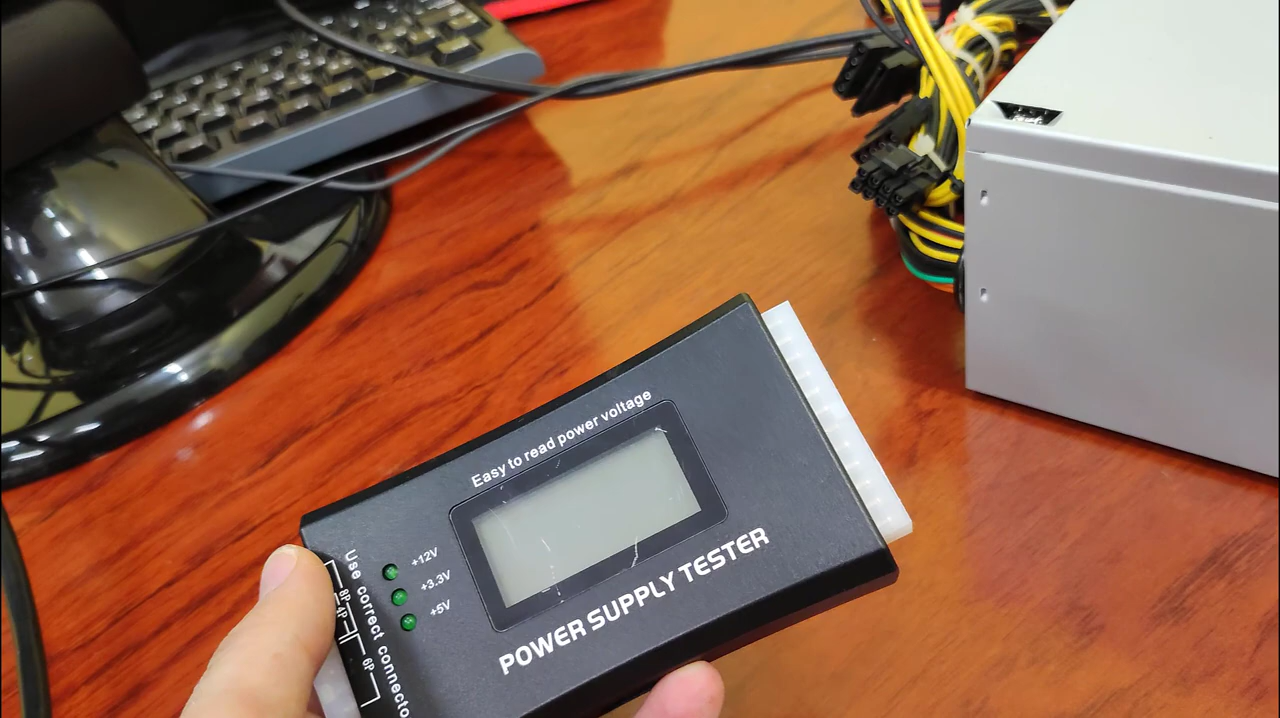 Easy to read power voltage
+12V
+3.3V
+5V
POWER SUPPLY TESTER
Use correct connecto
8P
4P
6P